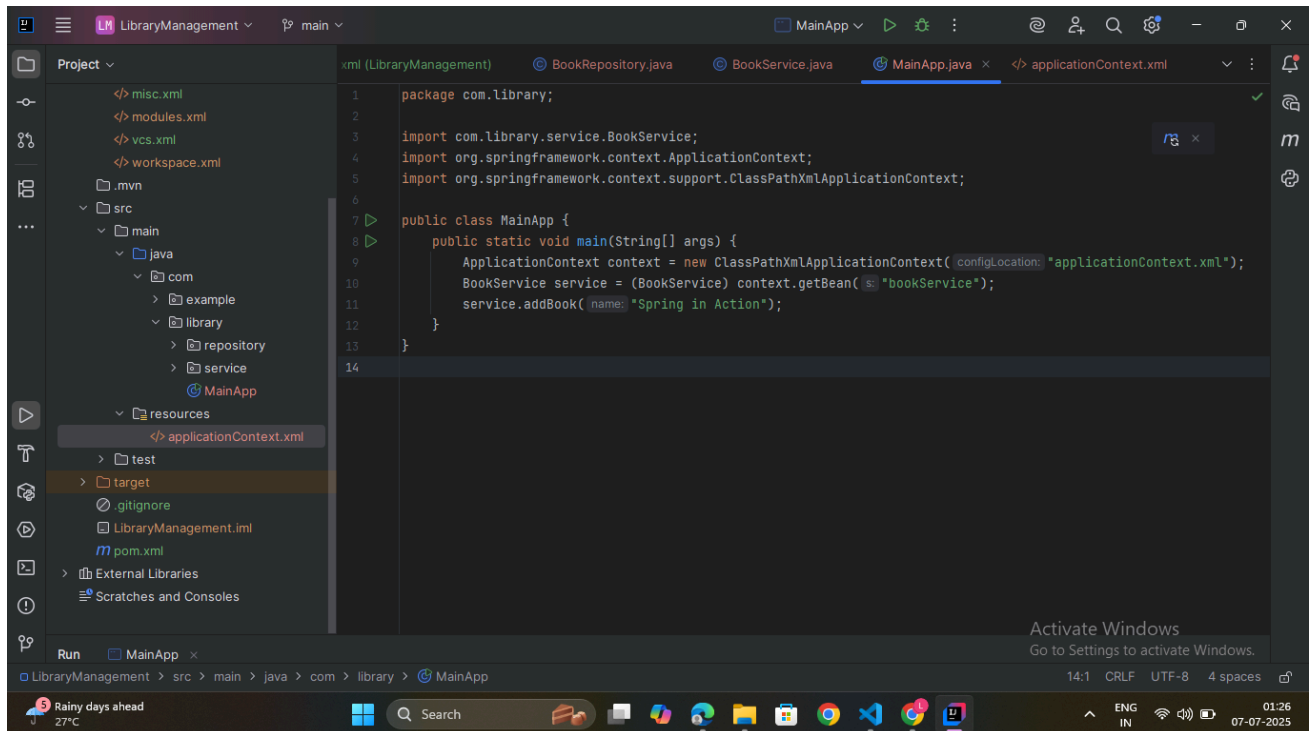 LM LibraryManagement main MainApp
Project
xml (LibraryManagement) BookRepository.java BookService.java MainApp.java applicationContext.xml
misc.xml
modules.xml
vcs.xml
workspace.xml
.mvn
src
main
java
com
example
library
repository
service
MainApp
resources
applicationContext.xml
test
target
.gitignore
LibraryManagement.iml
pom.xml
External Libraries
Scratches and Consoles
1 package com.library;
2
3 import com.library.service.BookService;
4 import org.springframework.context.ApplicationContext;
5 import org.springframework.context.support.ClassPathXmlApplicationContext;
6
7 public class MainApp {
8 public static void main(String[] args) {
9 ApplicationContext context = new ClassPathXmlApplicationContext( configLocation: "applicationContext.xml");
10 BookService service = (BookService) context.getBean( s: "bookService");
11 service.addBook( name: "Spring in Action");
12 }
13 }
14
Activate Windows
Go to Settings to activate Windows.
Run MainApp
LibraryManagement > src > main > java > com > library > MainApp 14:1 CRLF UTF-8 4 spaces
5 Rainy days ahead
27°C
Search
ENG
IN
01:26
07-07-2025